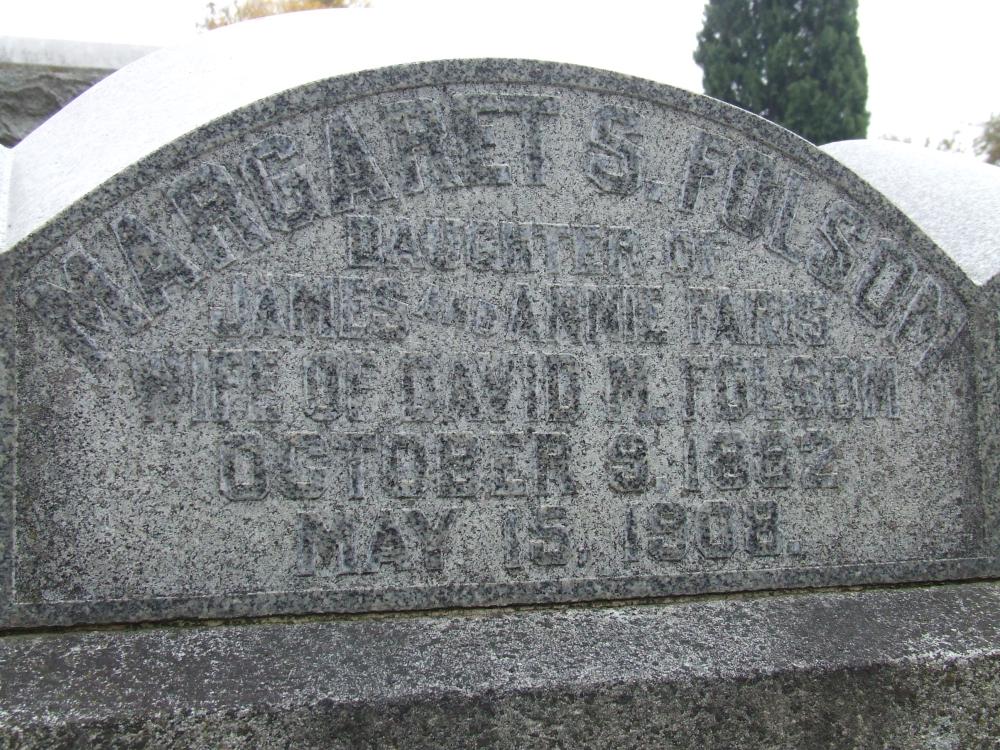 MARGARET S. FOLSOM
DAUGHTER OF
JAMES AND ANNIE FARIS
WIFE OF DAVID M. FOLSOM
OCTOBER 9, 1882
MAY 15, 1908.